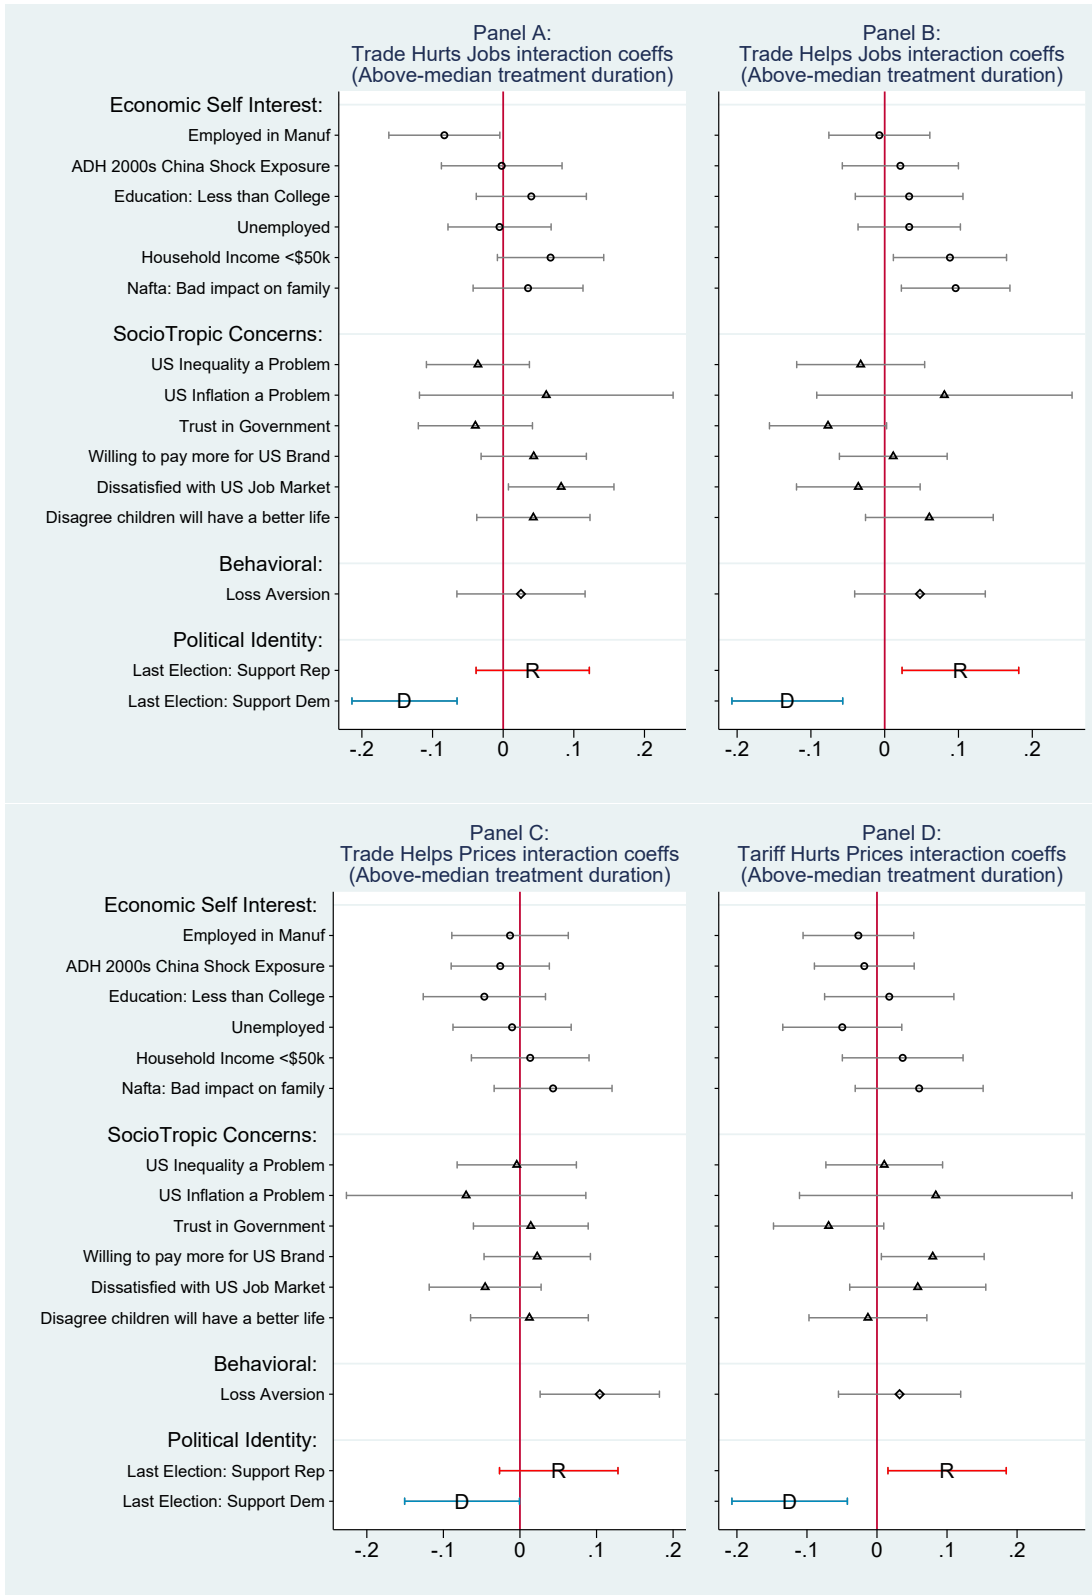 Panel A:
Trade Hurts Jobs interaction coeffs
(Above-median treatment duration)
Economic Self Interest:
Employed in Manuf
ADH 2000s China Shock Exposure
Education: Less than College
Unemployed
Household Income <$50k
Nafta: Bad impact on family
SocioTropic Concerns:
US Inequality a Problem
US Inflation a Problem
Trust in Government
Willing to pay more for US Brand
Dissatisfied with US Job Market
Disagree children will have a better life
Behavioral:
Loss Aversion
Political Identity:
Last Election: Support Rep
R
Last Election: Support Dem
D
-.2 -.1 0 .1 .2
Panel B:
Trade Helps Jobs interaction coeffs
(Above-median treatment duration)
R
D
-.2 -.1 0 .1 .2
Panel C:
Trade Helps Prices interaction coeffs
(Above-median treatment duration)
Economic Self Interest:
Employed in Manuf
ADH 2000s China Shock Exposure
Education: Less than College
Unemployed
Household Income <$50k
Nafta: Bad impact on family
SocioTropic Concerns:
US Inequality a Problem
US Inflation a Problem
Trust in Government
Willing to pay more for US Brand
Dissatisfied with US Job Market
Disagree children will have a better life
Behavioral:
Loss Aversion
Political Identity:
Last Election: Support Rep
R
Last Election: Support Dem
D
-.2 -.1 0 .1 .2
Panel D:
Tariff Hurts Prices interaction coeffs
(Above-median treatment duration)
R
D
-.2 -.1 0 .1 .2